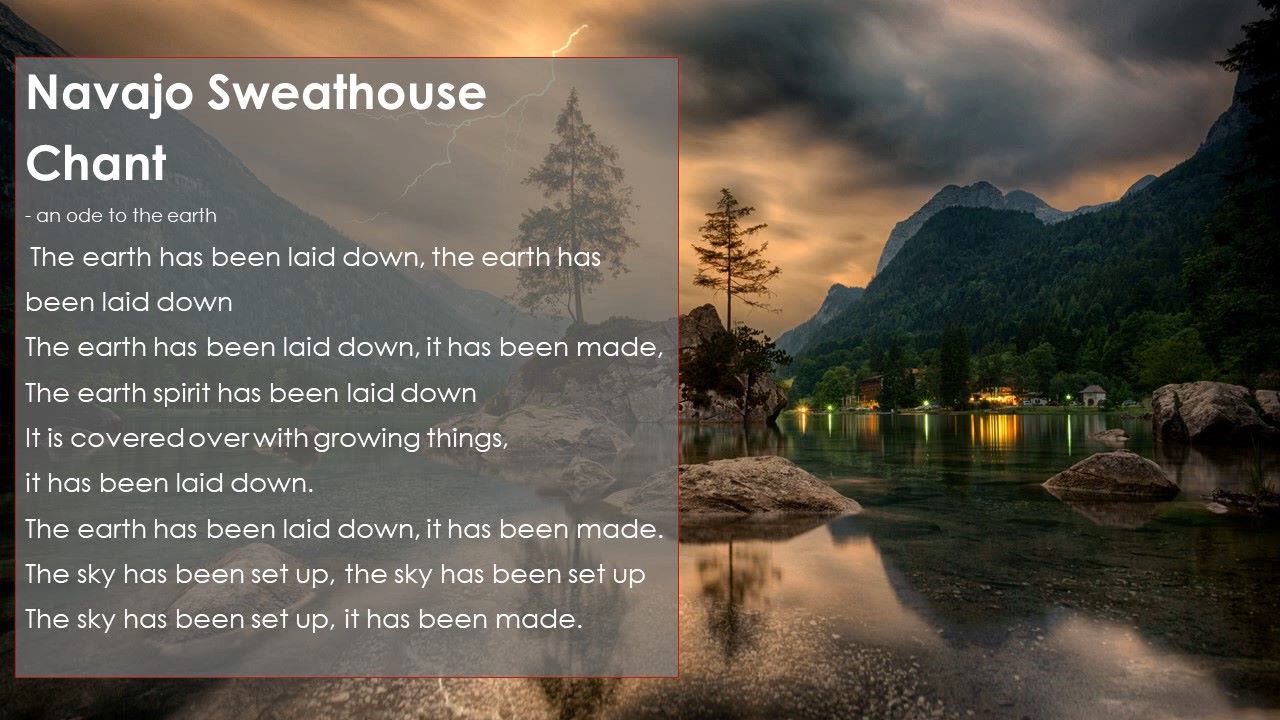 Navajo Sweathouse
Chant
- an ode to the earth
The earth has been laid down, the earth has
been laid down
The earth has been laid down, it has been made,
The earth spirit has been laid down
It is covered over with growing things,
it has been laid down.
The earth has been laid down, it has been made.
The sky has been set up, the sky has been set up
The sky has been set up, it has been made.